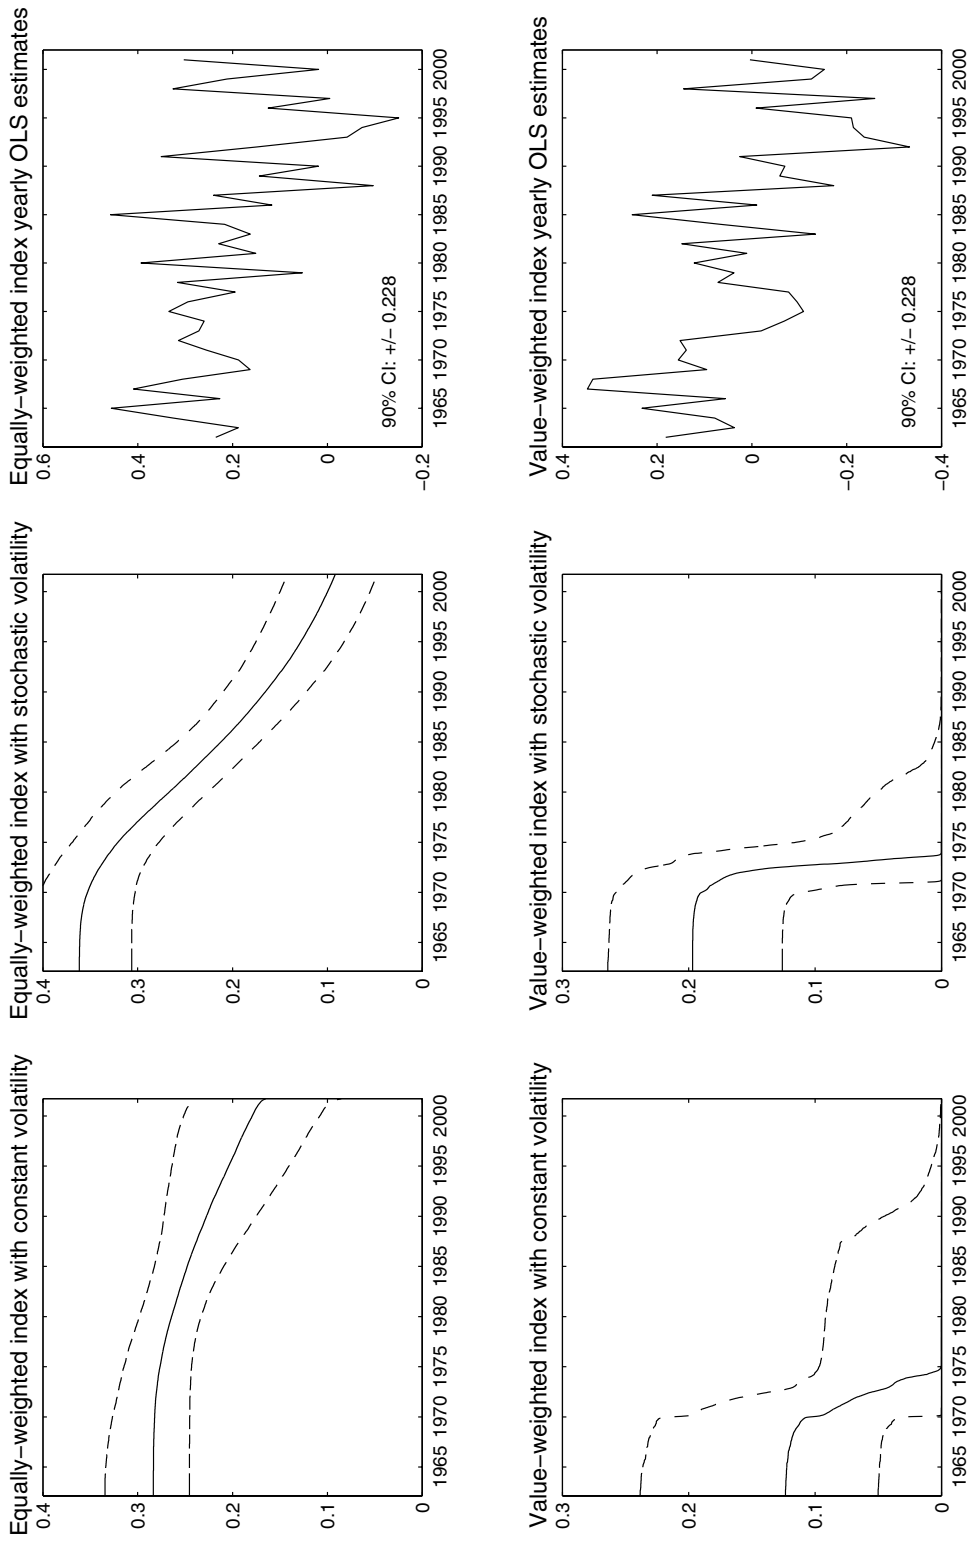 Equally−weighted index with constant volatility
0.4
0.3
0.2
0.1
0
1965 1970 1975 1980 1985 1990 1995 2000
Equally−weighted index with stochastic volatility
0.4
0.3
0.2
0.1
0
1965 1970 1975 1980 1985 1990 1995 2000
Equally−weighted index yearly OLS estimates
0.6
0.4
0.2
0
−0.2
90% CI: +/− 0.228
1965 1970 1975 1980 1985 1990 1995 2000
Value−weighted index with constant volatility
0.3
0.2
0.1
0
1965 1970 1975 1980 1985 1990 1995 2000
Value−weighted index with stochastic volatility
0.3
0.2
0.1
0
1965 1970 1975 1980 1985 1990 1995 2000
Value−weighted index yearly OLS estimates
0.4
0.2
0
−0.2
−0.4
90% CI: +/− 0.228
1965 1970 1975 1980 1985 1990 1995 2000